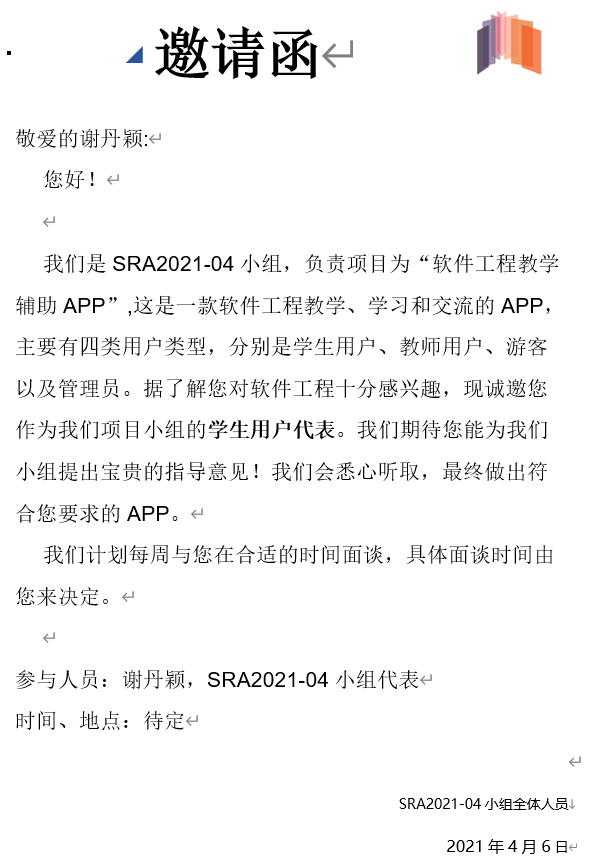 邀请函
敬爱的谢丹颖:
您好！
我们是 SRA2021-04 小组，负责项目为“软件工程教学
辅助 APP”,这是一款软件工程教学、学习和交流的 APP，
主要有四类用户类型，分别是学生用户、教师用户、游客
以及管理员。据了解您对软件工程十分感兴趣，现诚邀您
作为我们项目小组的学生用户代表。我们期待您能为我们
小组提出宝贵的指导意见！我们会悉心听取，最终做出符
合您要求的 APP。
我们计划每周与您在合适的时间面谈，具体面谈时间由
您来决定。
参与人员：谢丹颖，SRA2021-04 小组代表
时间、地点：待定
SRA2021-04 小组全体人员
2021 年 4 月 6 日